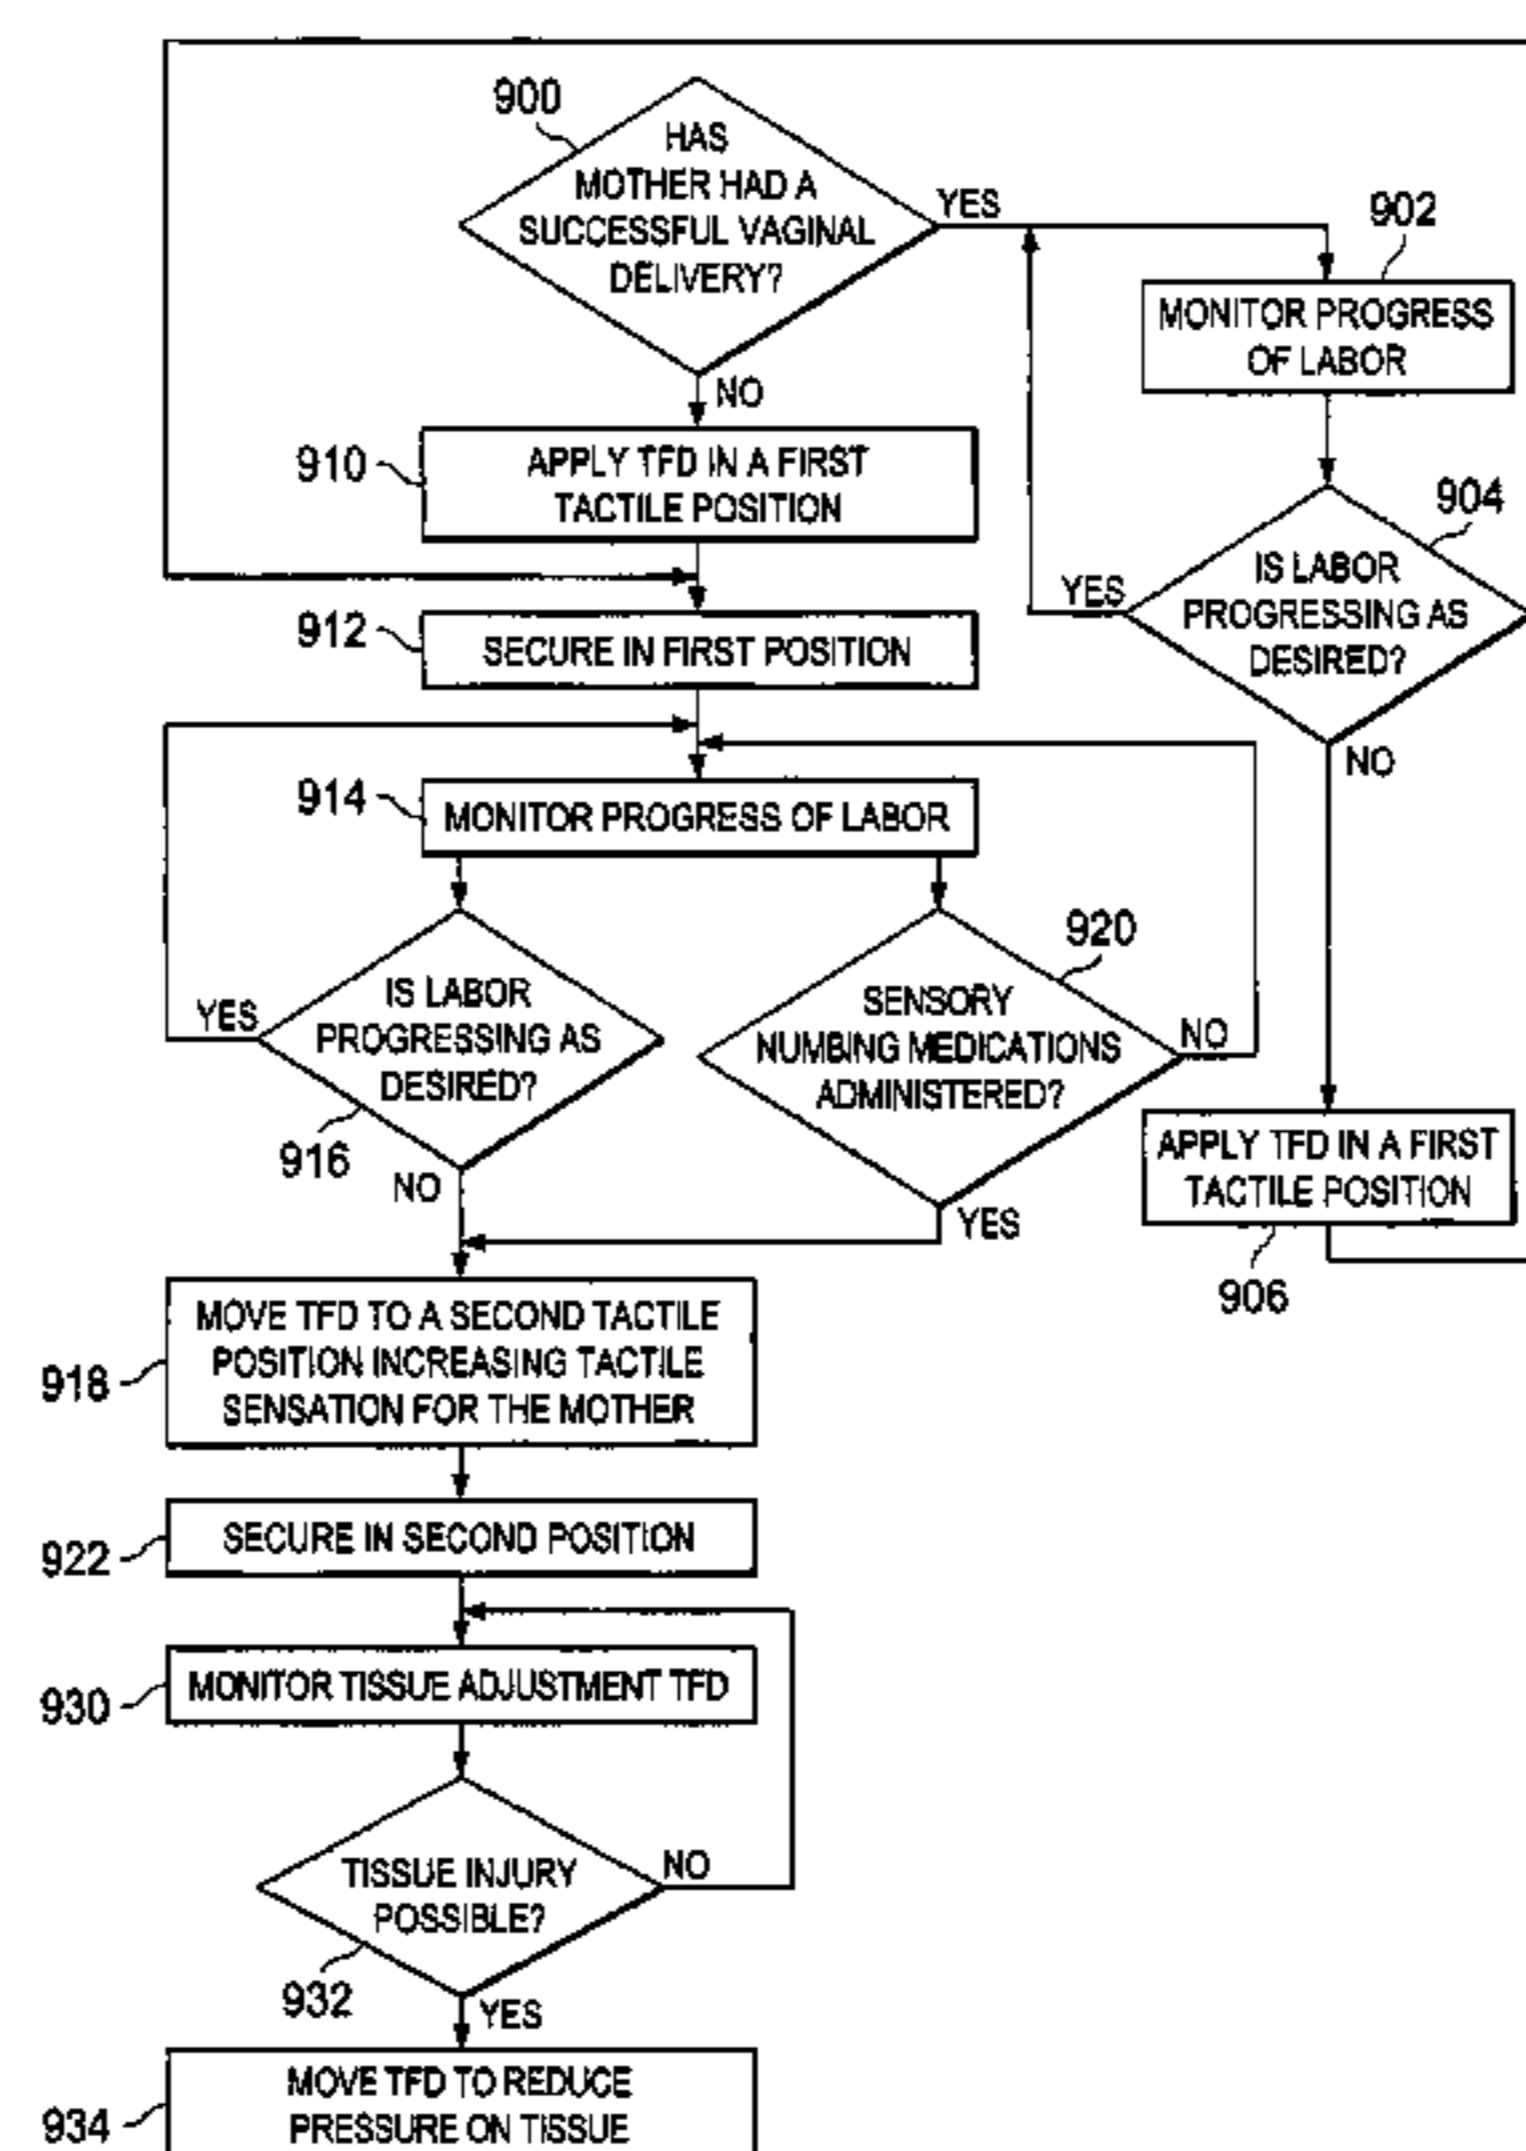 900
HAS
MOTHER HAD A
SUCCESSFUL VAGINAL
DELIVERY?
YES
NO
902
MONITOR PROGRESS
OF LABOR
904
IS LABOR
PROGRESSING AS
DESIRED?
YES
NO
906
APPLY TFD IN A FIRST
TACTILE POSITION
910
APPLY TFD IN A FIRST
TACTILE POSITION
912
SECURE IN FIRST POSITION
914
MONITOR PROGRESS OF LABOR
916
IS LABOR
PROGRESSING AS
DESIRED?
YES
NO
920
SENSORY
NUMBING MEDICATIONS
ADMINISTERED?
NO
YES
918
MOVE TFD TO A SECOND TACTILE
POSITION INCREASING TACTILE
SENSATION FOR THE MOTHER
922
SECURE IN SECOND POSITION
930
MONITOR TISSUE ADJUSTMENT TFD
932
TISSUE INJURY
POSSIBLE?
NO
YES
934
MOVE TFD TO REDUCE
PRESSURE ON TISSUE